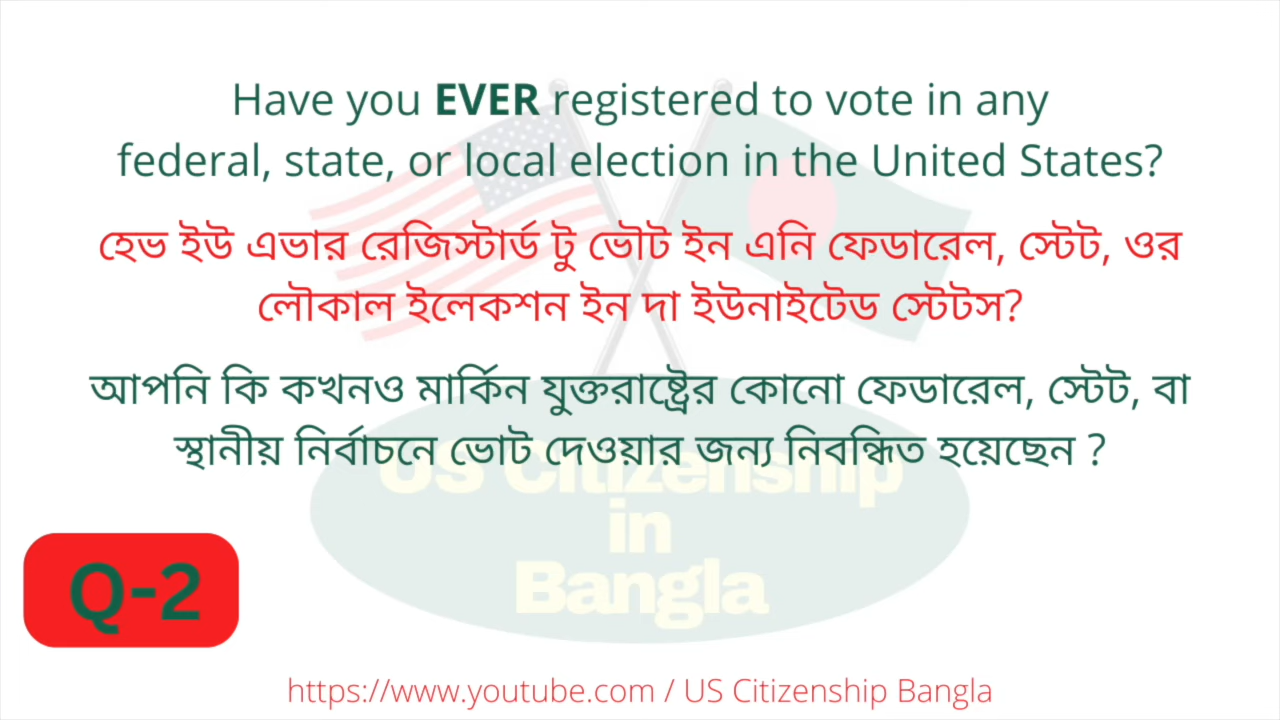 Have you EVER registered to vote in any
federal, state, or local election in the United States?
হেভ ইউ এভার রেজিস্টার্ড টু ভৌট ইন এনি ফেডারেল, স্টেট, ওর
লৌকাল ইলেকশন ইন দা ইউনাইটেড স্টেটস?
আপনি কি কখনও মার্কিন যুক্তরাষ্ট্রের কোনো ফেডারেল, স্টেট, বা
স্থানীয় নির্বাচনে ভোট দেওয়ার জন্য নিবন্ধিত হয়েছেন ?
US Citizenship
in
Bangla
Q-2
https://www.youtube.com / US Citizenship Bangla